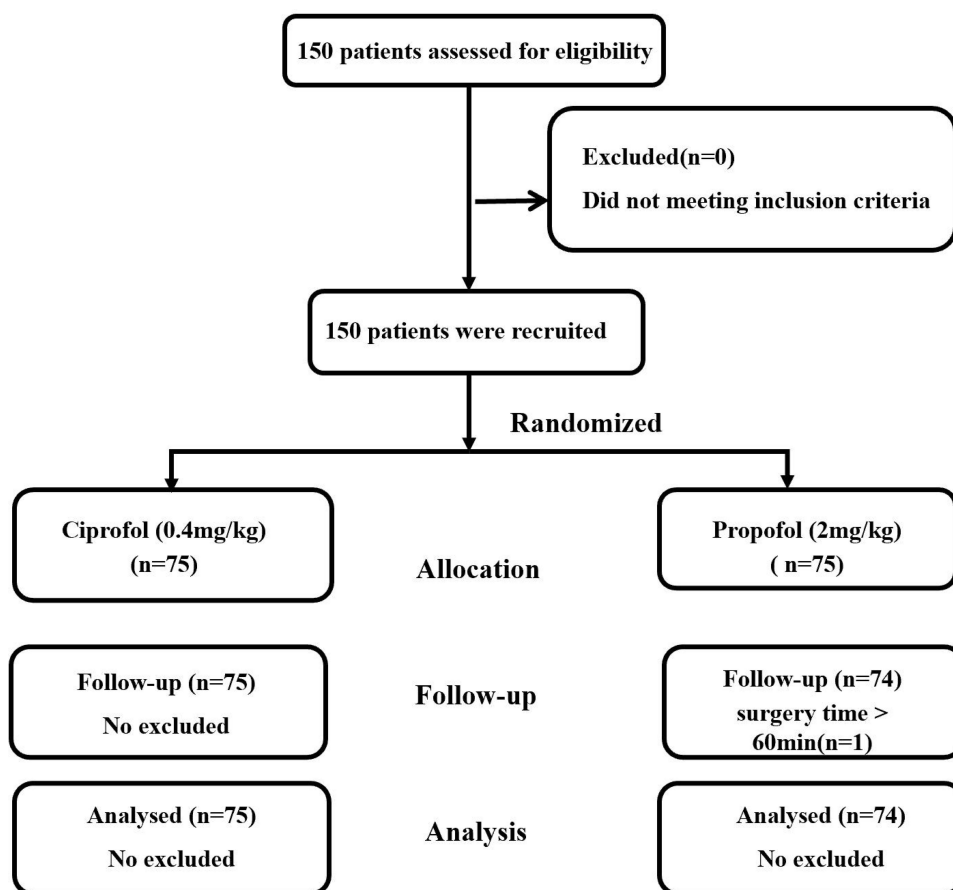 150 patients assessed for eligibility
Excluded(n=0)
Did not meeting inclusion criteria
150 patients were recruited
Randomized
Ciprofol (0.4mg/kg)
(n=75)
Allocation
Propofol (2mg/kg)
( n=75)
Follow-up (n=75)
No excluded
Follow-up
Follow-up (n=74)
surgery time >
60min(n=1)
Analysed (n=75)
No excluded
Analysis
Analysed (n=74)
No excluded